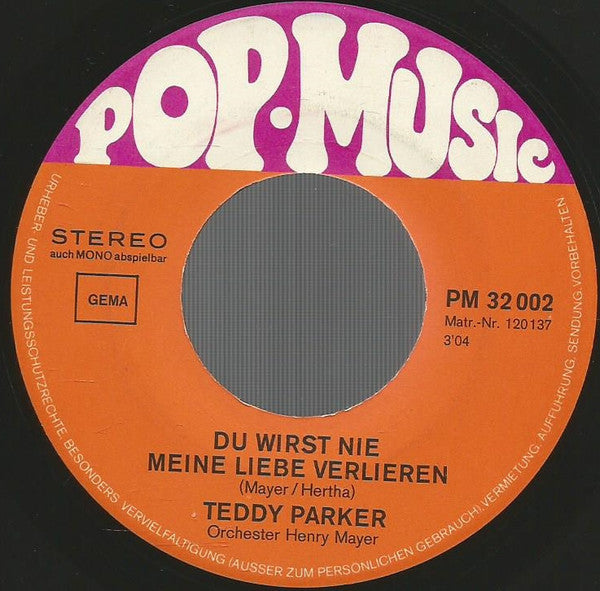 POP·MUSIC
STEREO
auch MONO abspielbar
GEMA
PM 32 002
Matr.-Nr. 120137
3'04
DU WIRST NIE
MEINE LIEBE VERLIEREN
(Mayer/Hertha)
TEDDY PARKER
Orchester Henry Mayer
URHEBER- UND LEISTUNGSSCHUTZRECHTE, BESONDERS VERVIELFÄLTIGUNG (AUSSER ZUM PERSÖNLICHEN GEBRAUCH), VERMIETUNG, AUFFÜHRUNG, SENDUNG, VORBEHALTEN